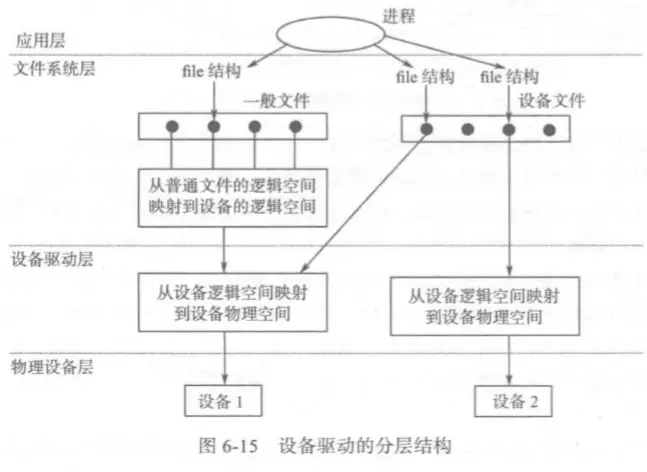 进程
应用层
文件系统层
file 结构
file 结构
file 结构
一般文件
设备文件
从普通文件的逻辑空间
映射到设备的逻辑空间
设备驱动层
从设备逻辑空间映射
到设备物理空间
从设备逻辑空间映射
到设备物理空间
物理设备层
设备 1
设备 2
图 6-15 设备驱动的分层结构